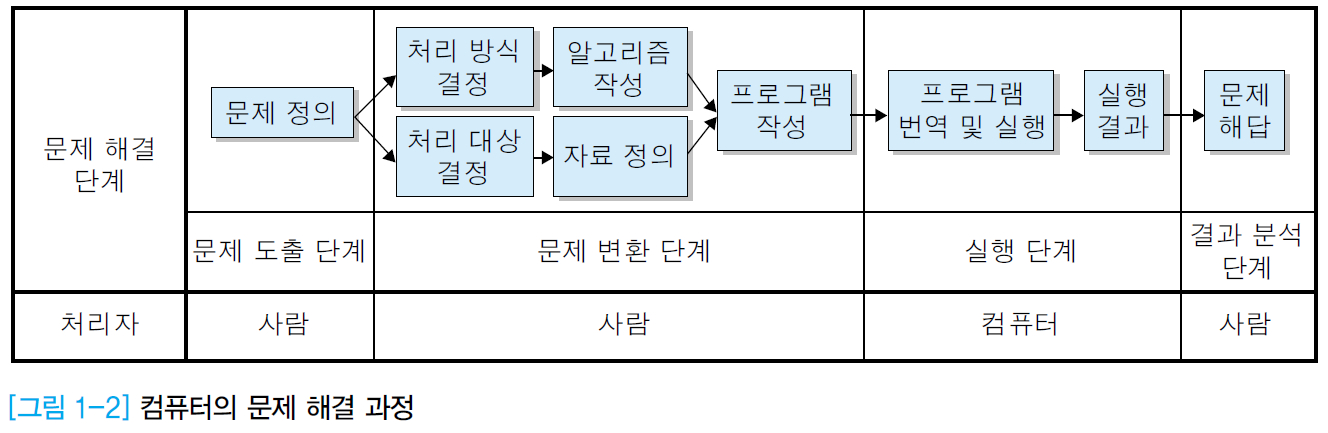 문제 해결
단계
문제 정의
처리 방식
결정
알고리즘
작성
처리 대상
결정
자료 정의
프로그램
작성
프로그램
번역 및 실행
실행
결과
문제
해답
문제 도출 단계
문제 변환 단계
실행 단계
결과 분석
단계
처리자
사람
사람
컴퓨터
사람
[그림 1-2] 컴퓨터의 문제 해결 과정